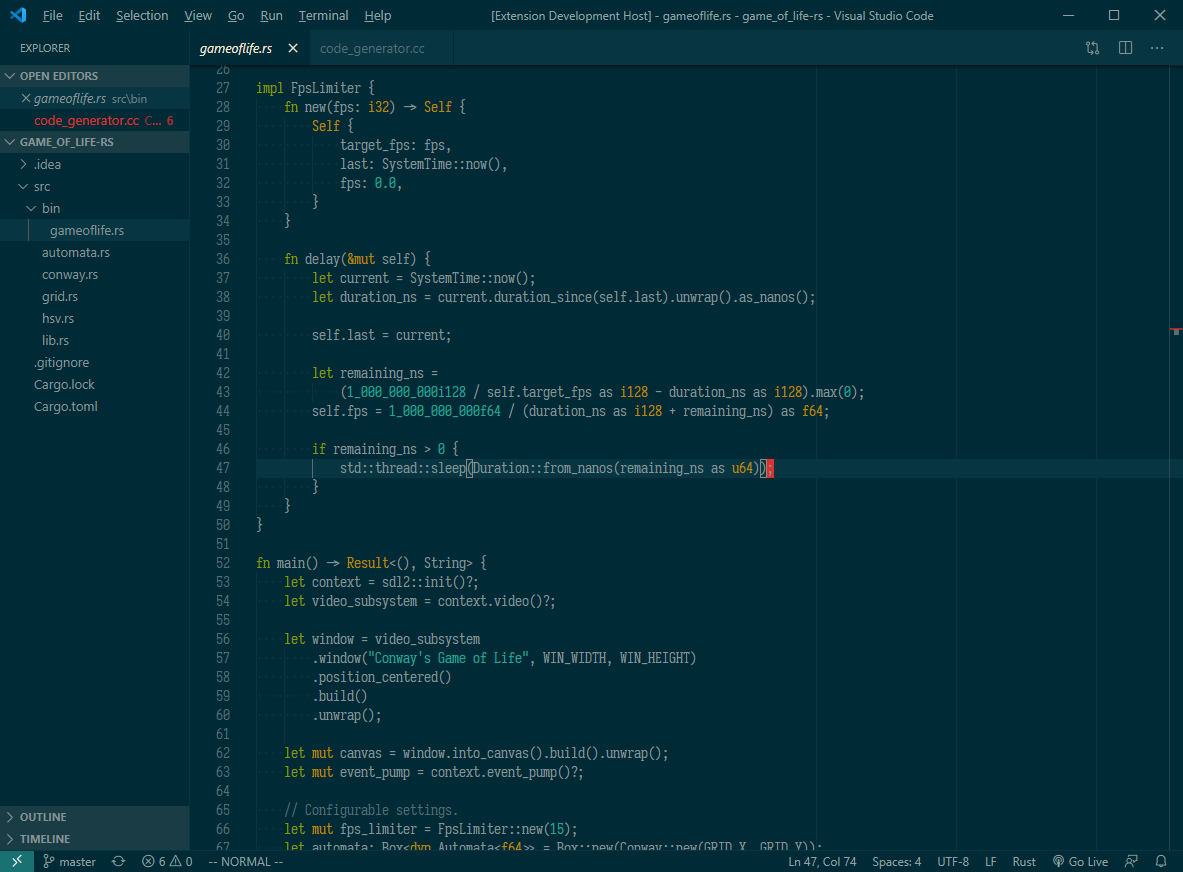 File Edit Selection View Go Run Terminal Help [Extension Development Host] - gameoflife.rs - game_of_life-rs - Visual Studio Code
EXPLORER
gameoflife.rs
code_generator.cc
OPEN EDITORS
gameoflife.rs src\bin
code_generator.cc C... 6
GAME_OF_LIFE-RS
.idea
src
bin
gameoflife.rs
automata.rs
conway.rs
grid.rs
hsv.rs
lib.rs
.gitignore
Cargo.lock
Cargo.toml
OUTLINE
TIMELINE
26
27 impl FpsLimiter {
28 fn new(fps: i32) -> Self {
29 Self {
30 target_fps: fps,
31 last: SystemTime::now(),
32 fps: 0.0,
33 }
34 }
35
36 fn delay(&mut self) {
37 let current = SystemTime::now();
38 let duration_ns = current.duration_since(self.last).unwrap().as_nanos();
39
40 self.last = current;
41
42 let remaining_ns =
43 (1_000_000_000i128 / self.target_fps as i128 - duration_ns as i128).max(0);
44 self.fps = 1_000_000_000f64 / (duration_ns as i128 + remaining_ns) as f64;
45
46 if remaining_ns > 0 {
47 std::thread::sleep(Duration::from_nanos(remaining_ns as u64));
48 }
49 }
50 }
51
52 fn main() -> Result<(), String> {
53 let context = sdl2::init()?;
54 let video_subsystem = context.video()?;
55
56 let window = video_subsystem
57 .window("Conway's Game of Life", WIN_WIDTH, WIN_HEIGHT)
58 .position_centered()
59 .build()
60 .unwrap();
61
62 let mut canvas = window.into_canvas().build().unwrap();
63 let mut event_pump = context.event_pump()?;
64
65 // Configurable settings.
66 let mut fps_limiter = FpsLimiter::new(15);
67 let automata: Box<dyn Automata<f64>> = Box::new(Conway::new(GRID_X, GRID_Y));
master 6 0 -- NORMAL -- Ln 47, Col 74 Spaces: 4 UTF-8 LF Rust Go Live